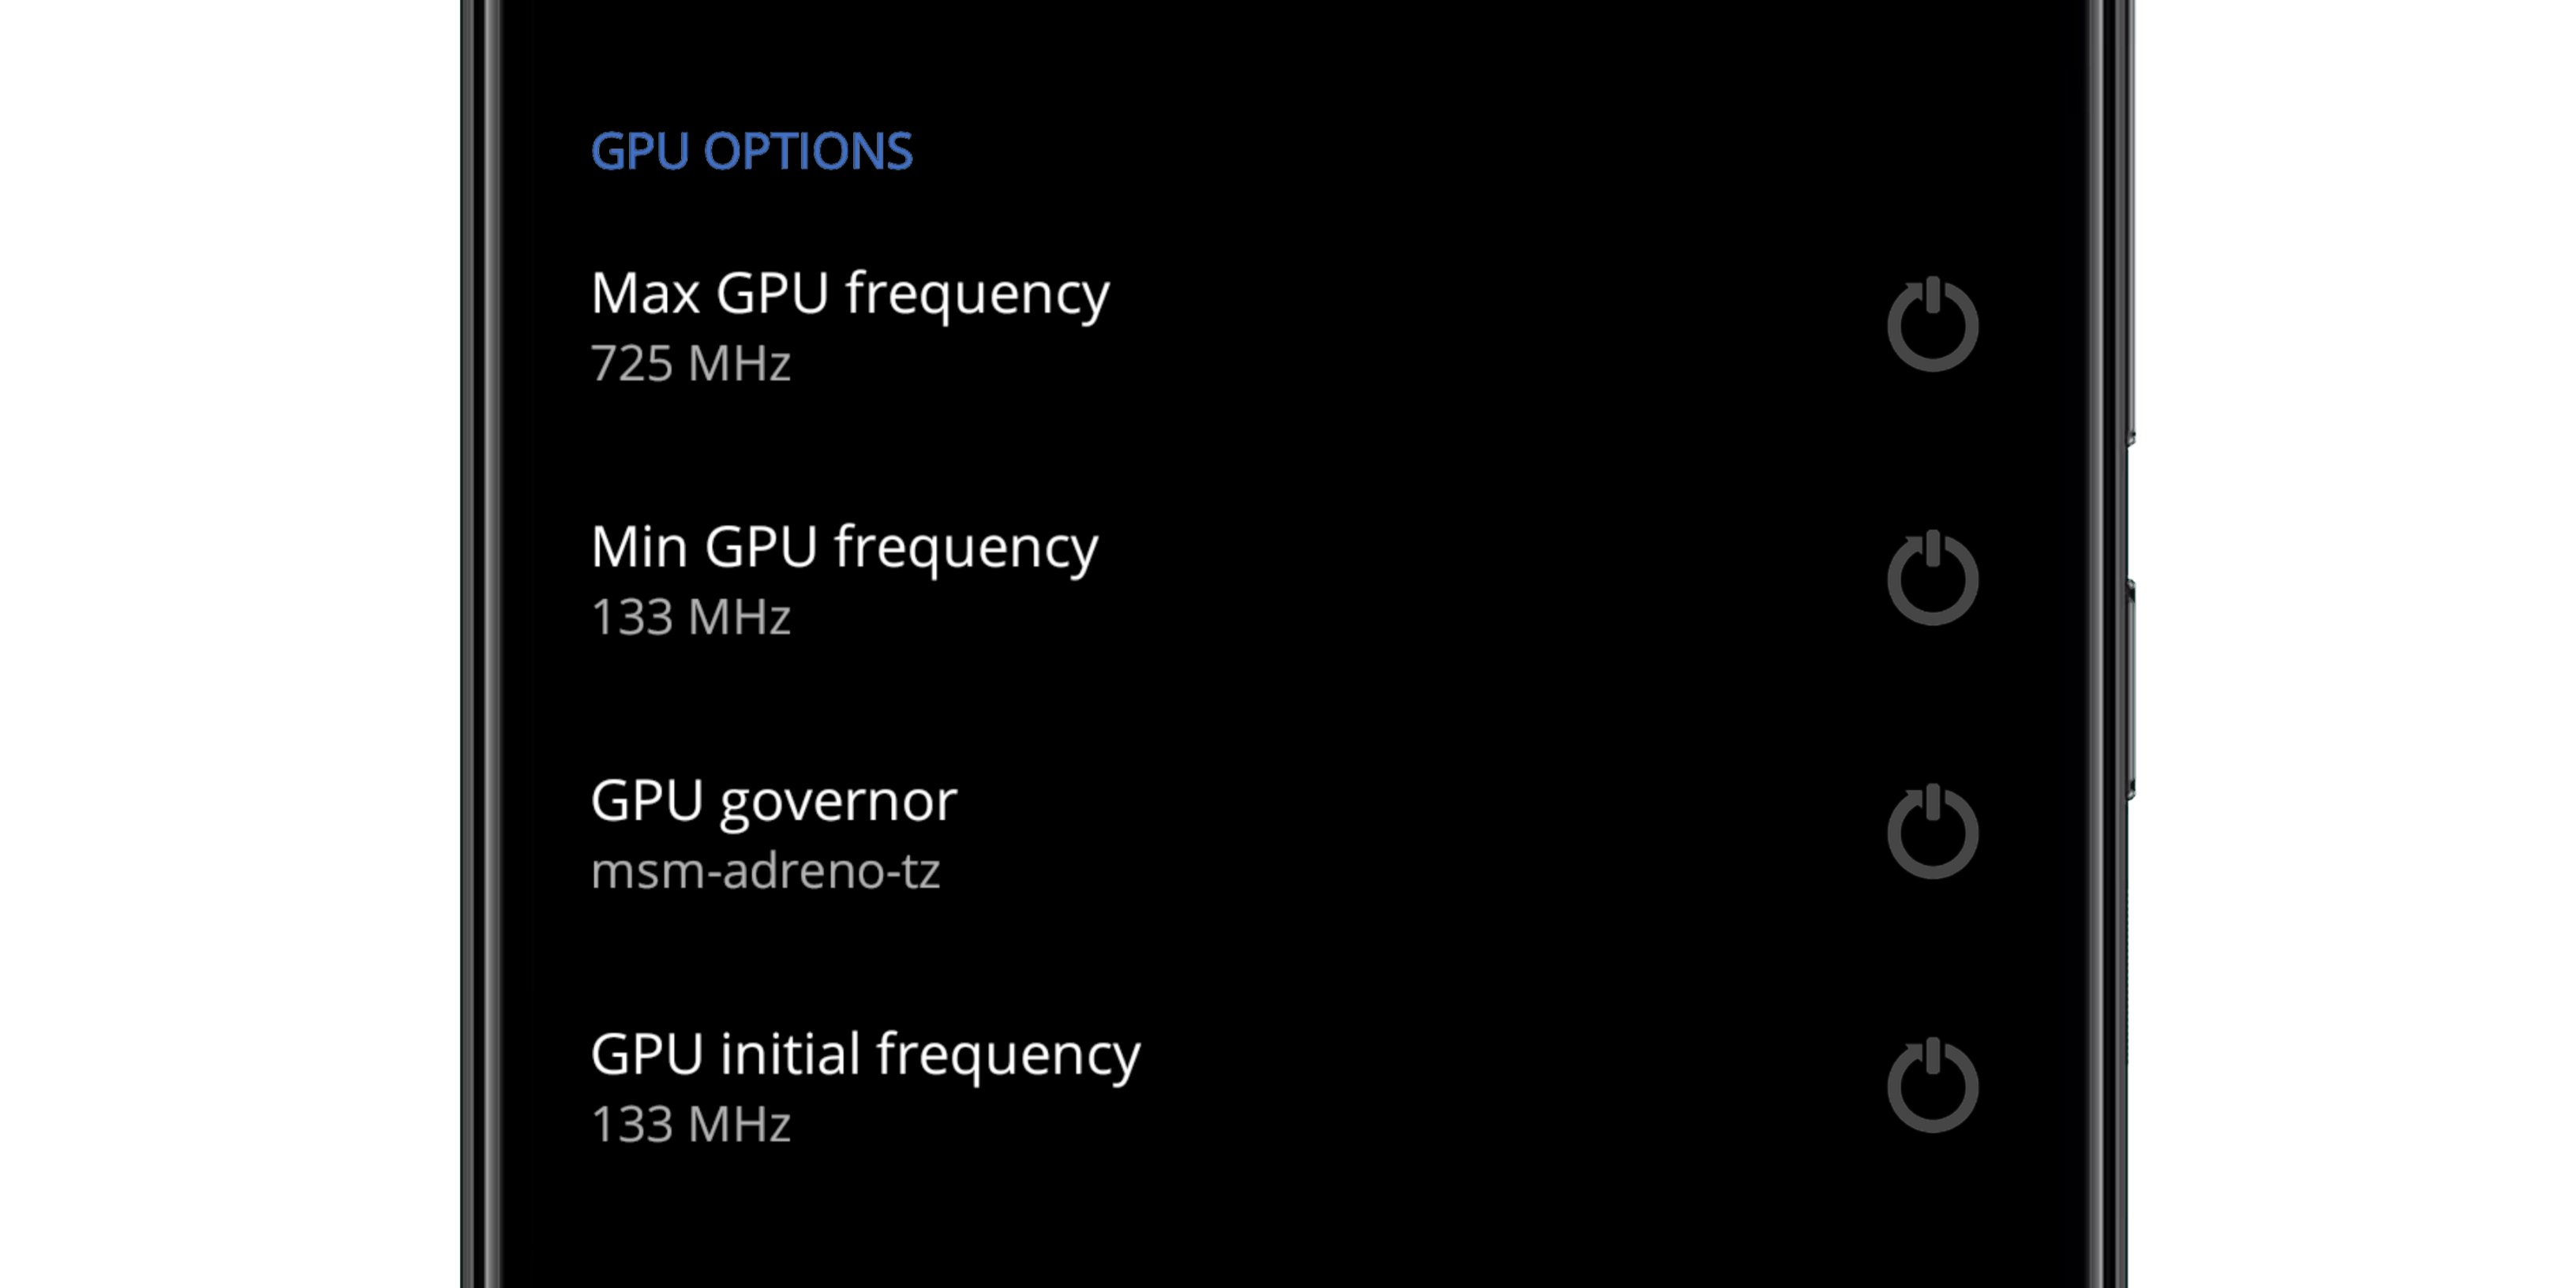 GPU OPTIONS
Max GPU frequency
725 MHz
Min GPU frequency
133 MHz
GPU governor
msm-adreno-tz
GPU initial frequency
133 MHz